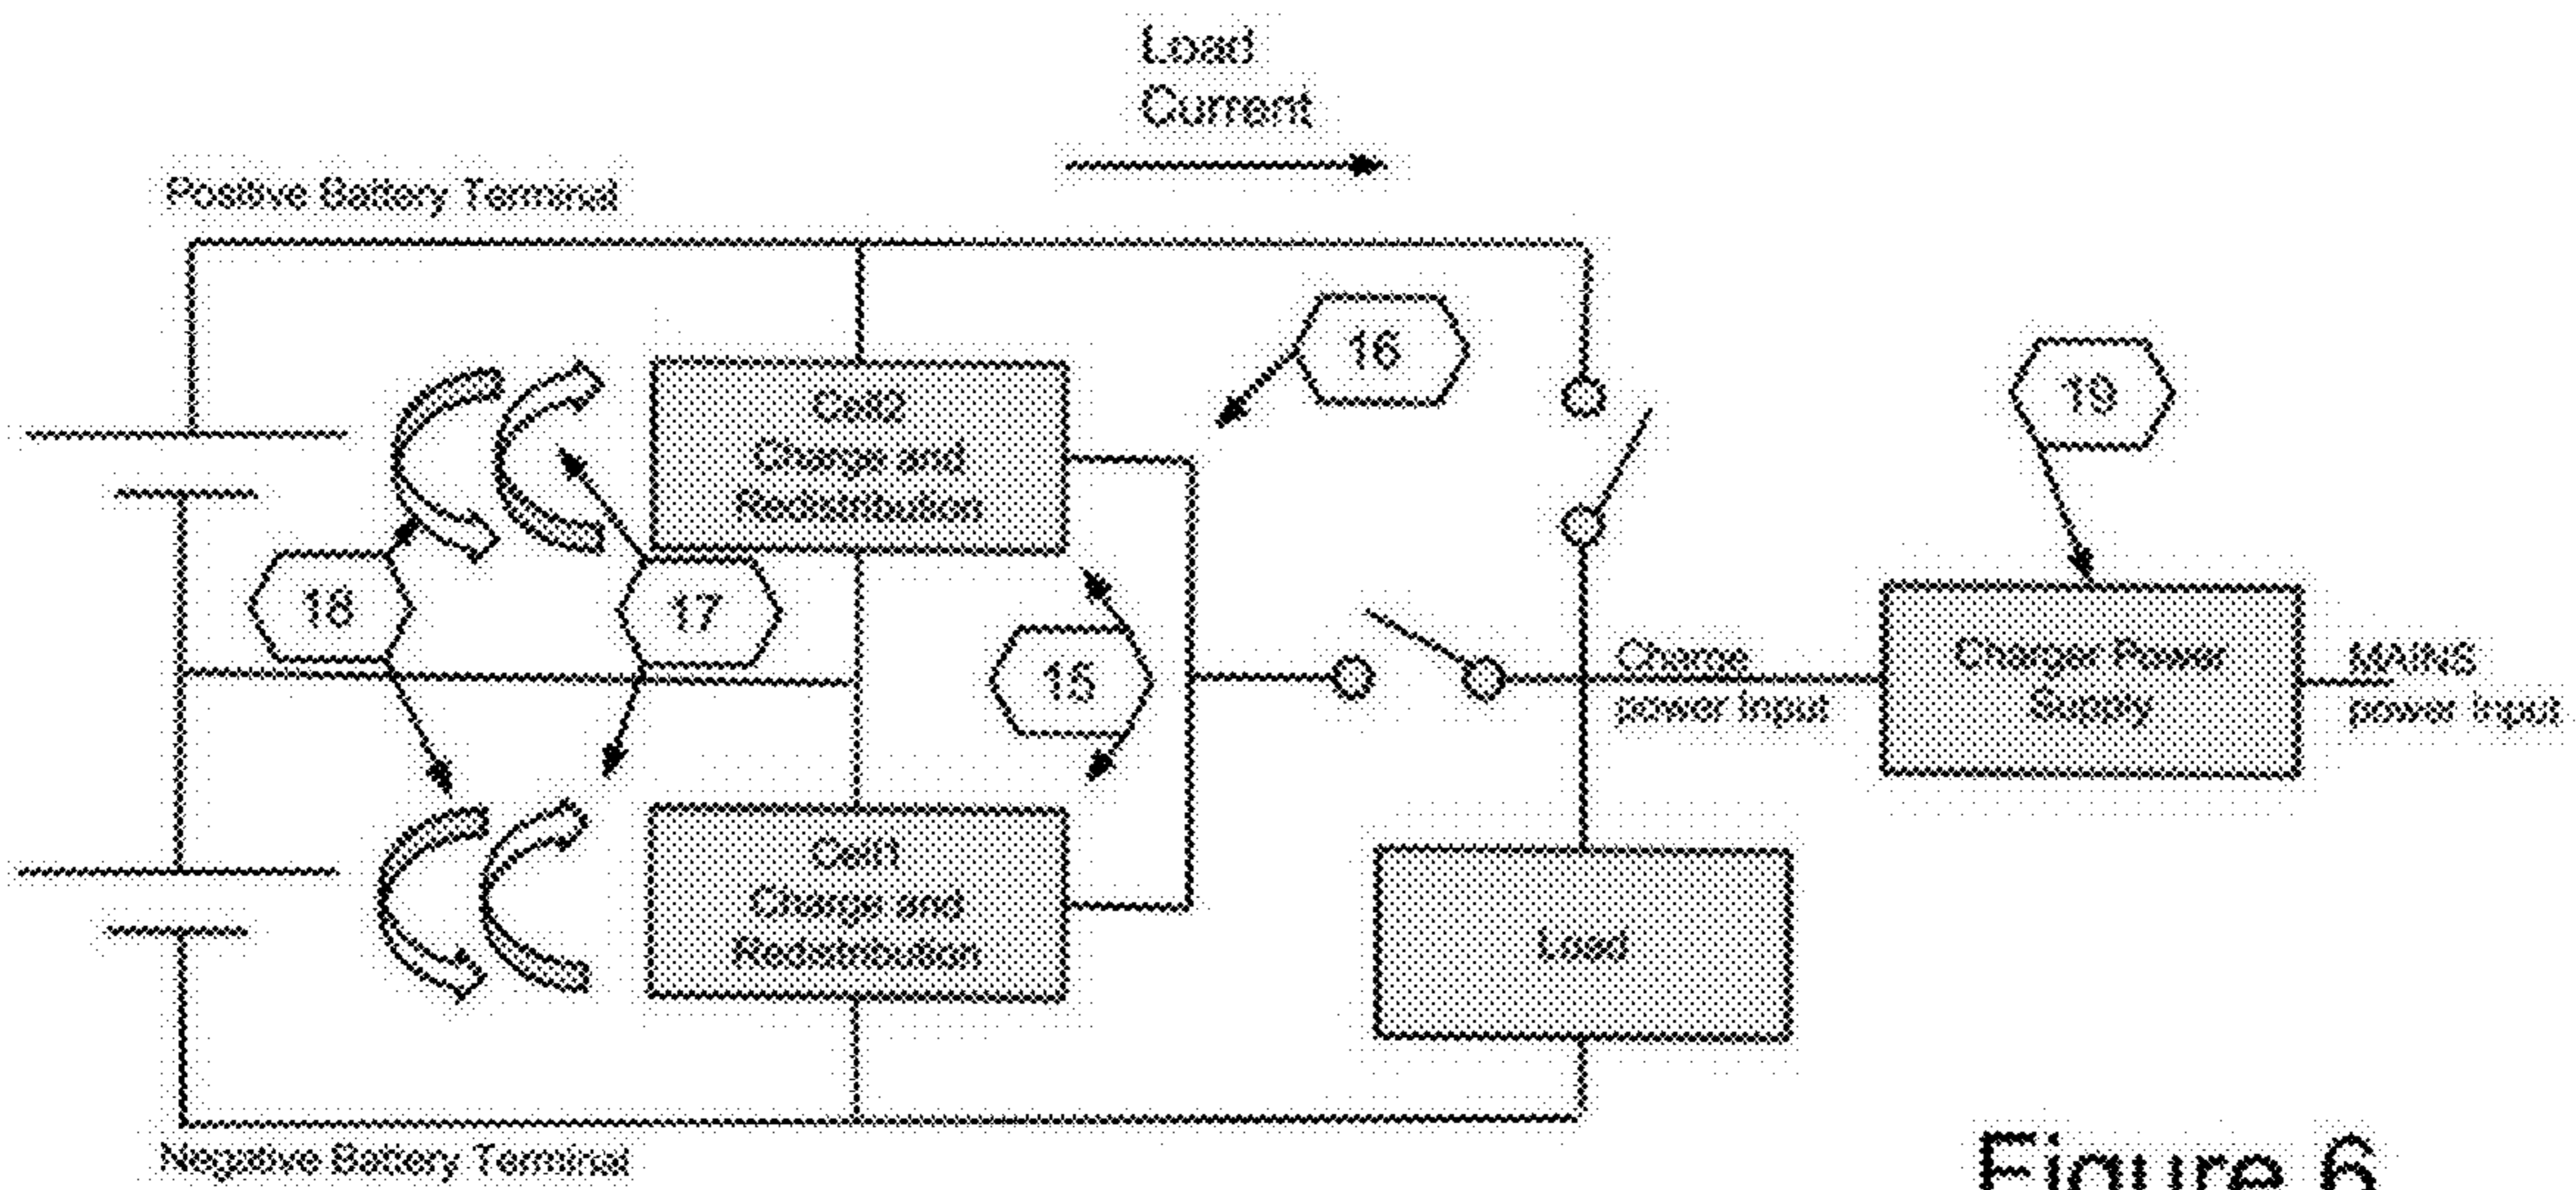 Load
Current
Positive Battery Terminal
16
19
Cell2
Charge and
Redistribution
18
17
15
Charge
power Input
Charger Power
Supply
MAINS
power input
Cell1
Charge and
Redistribution
Load
Negative Battery Terminal
Figure 6